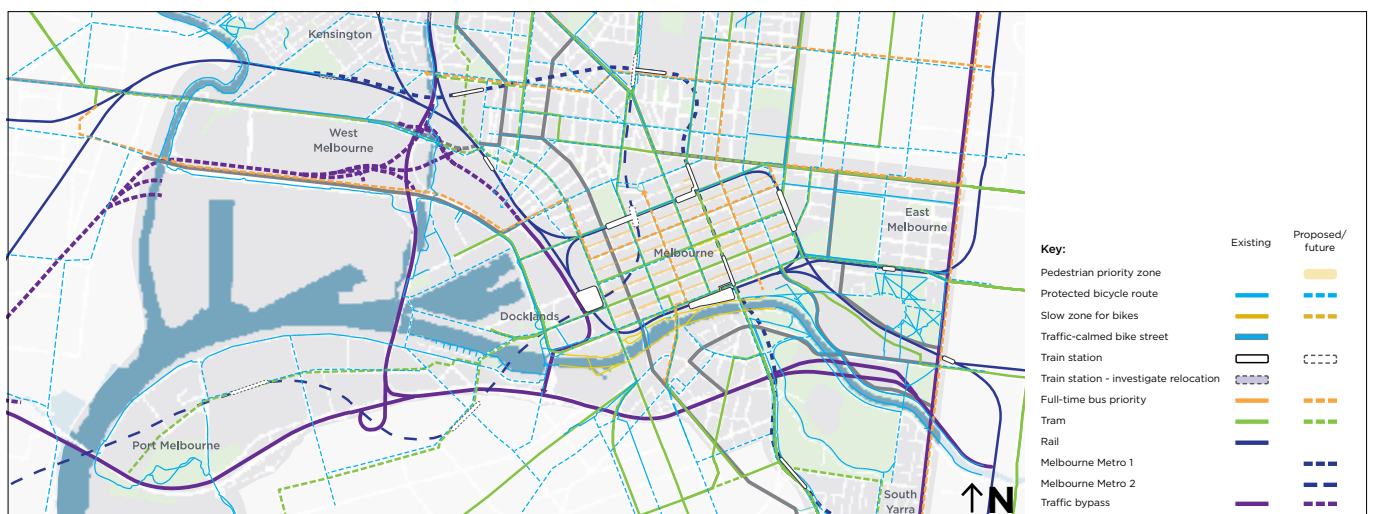 Kensington
West
Melbourne
East
Melbourne
Melbourne
Docklands
Port Melbourne
South
Yarra
N
Key:
Existing
Proposed/
future
Pedestrian priority zone
Protected bicycle route
Slow zone for bikes
Traffic-calmed bike street
Train station
Train station - investigate relocation
Full-time bus priority
Tram
Rail
Melbourne Metro 1
Melbourne Metro 2
Traffic bypass